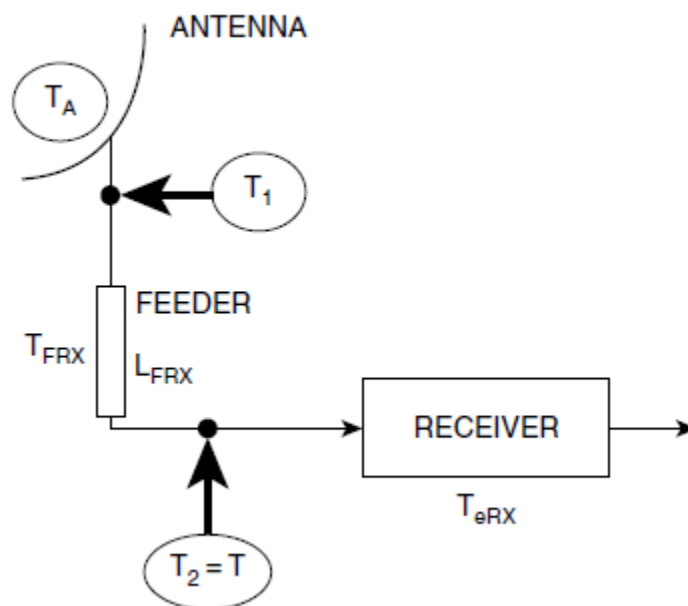 ANTENNA
T_A
T_1
FEEDER
T_FRX
L_FRX
RECEIVER
T_eRX
T_2 = T